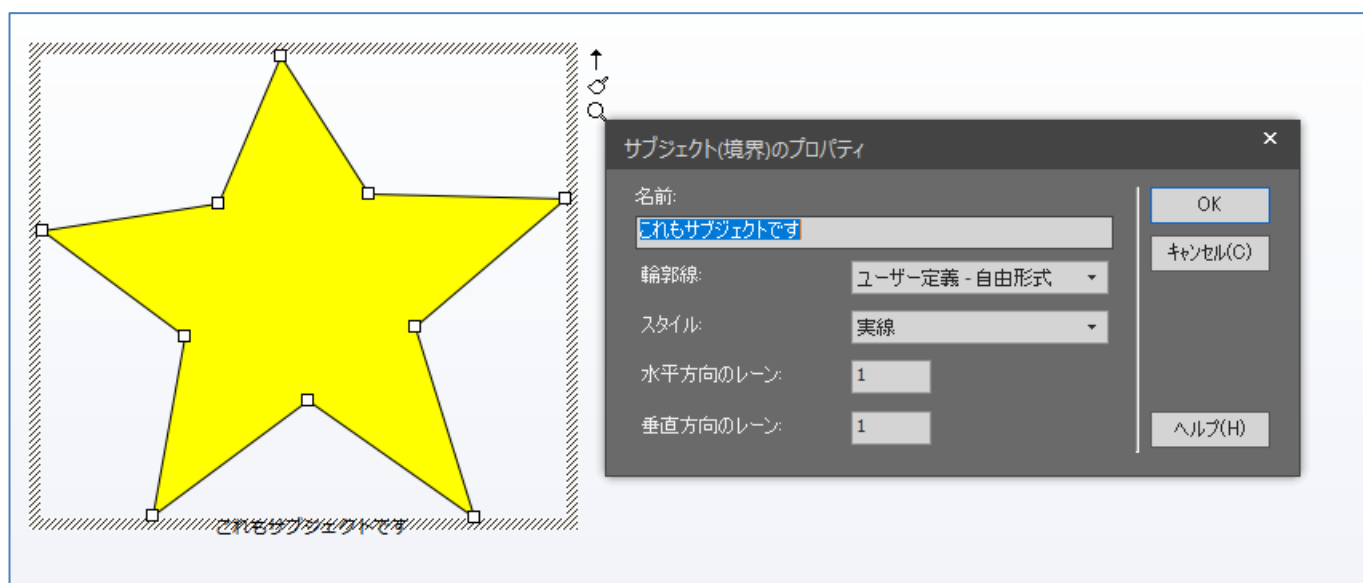 サブジェクト(境界)のプロパティ
名前:
これもサブジェクトです
OK
キャンセル(C)
輪郭線:
ユーザー定義 - 自由形式
スタイル:
実線
水平方向のレーン:
1
垂直方向のレーン:
1
ヘルプ(H)
これもサブジェクトです